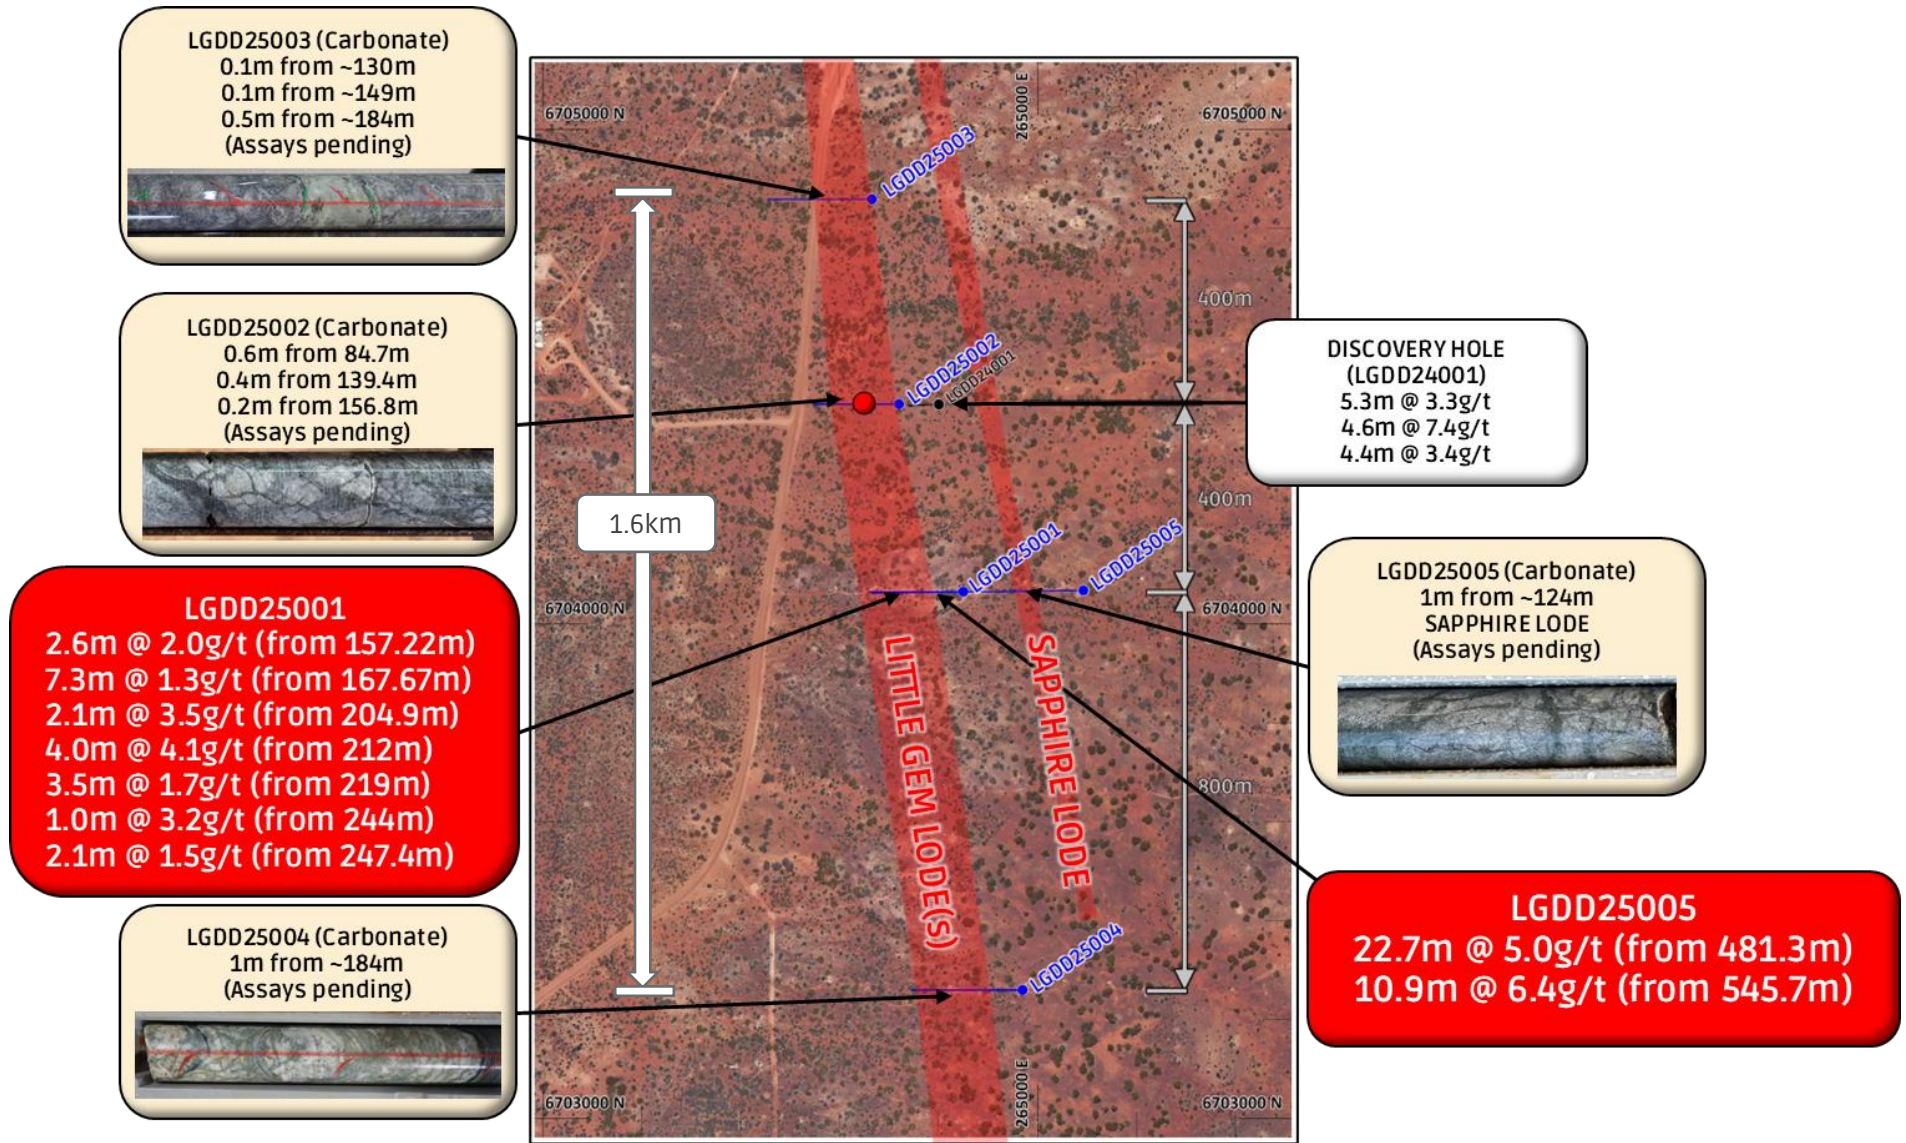 LGDD25003 (Carbonate)
0.1m from ~130m
0.1m from ~149m
0.5m from ~184m
(Assays pending)
LGDD25002 (Carbonate)
0.6m from 84.7m
0.4m from 139.4m
0.2m from 156.8m
(Assays pending)
LGDD25001
2.6m @ 2.0g/t (from 157.22m)
7.3m @ 1.3g/t (from 167.67m)
2.1m @ 3.5g/t (from 204.9m)
4.0m @ 4.1g/t (from 212m)
3.5m @ 1.7g/t (from 219m)
1.0m @ 3.2g/t (from 244m)
2.1m @ 1.5g/t (from 247.4m)
LGDD25004 (Carbonate)
1m from ~184m
(Assays pending)
6705000 N
265000 E
6705000 N
LGDD25003
400m
LGDD25002
LGDD24001
400m
1.6km
LGDD25001
LGDD25005
6704000 N
6704000 N
LITTLE GEM LODE(S)
SAPPHIRE LODE
800m
LGDD25004
6703000 N
265000 E
6703000 N
DISCOVERY HOLE
(LGDD24001)
5.3m @ 3.3g/t
4.6m @ 7.4g/t
4.4m @ 3.4g/t
LGDD25005 (Carbonate)
1m from ~124m
SAPPHIRE LODE
(Assays pending)
LGDD25005
22.7m @ 5.0g/t (from 481.3m)
10.9m @ 6.4g/t (from 545.7m)